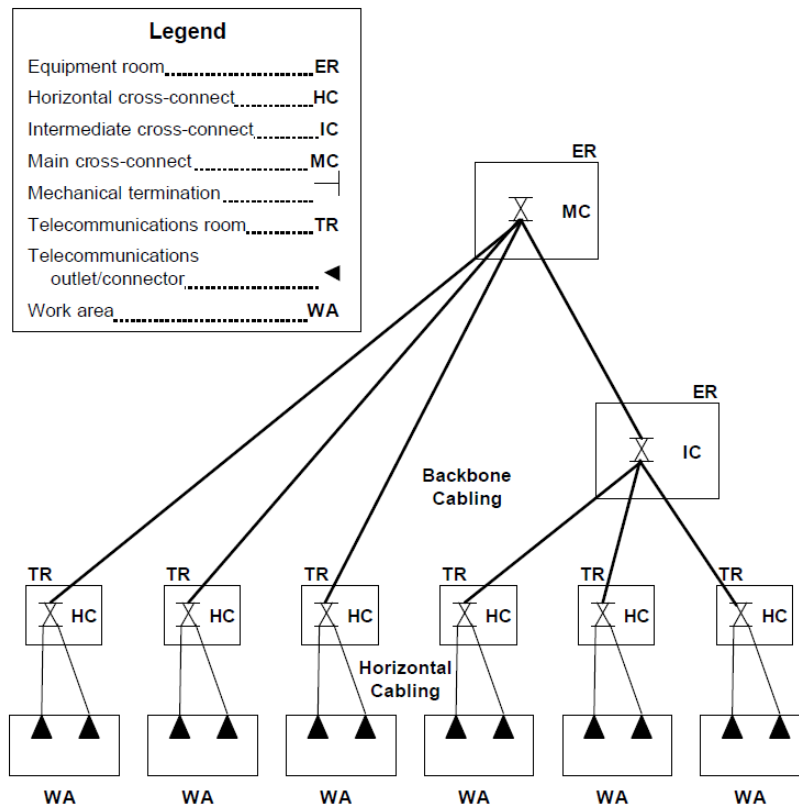 Legend
Equipment room ER
Horizontal cross-connect HC
Intermediate cross-connect IC
Main cross-connect MC
Mechanical termination
Telecommunications room TR
Telecommunications
outlet/connector
Work area WA
ER
MC
ER
IC
Backbone
Cabling
TR TR TR TR TR TR
HC HC HC HC HC HC
Horizontal
Cabling
WA WA WA WA WA WA